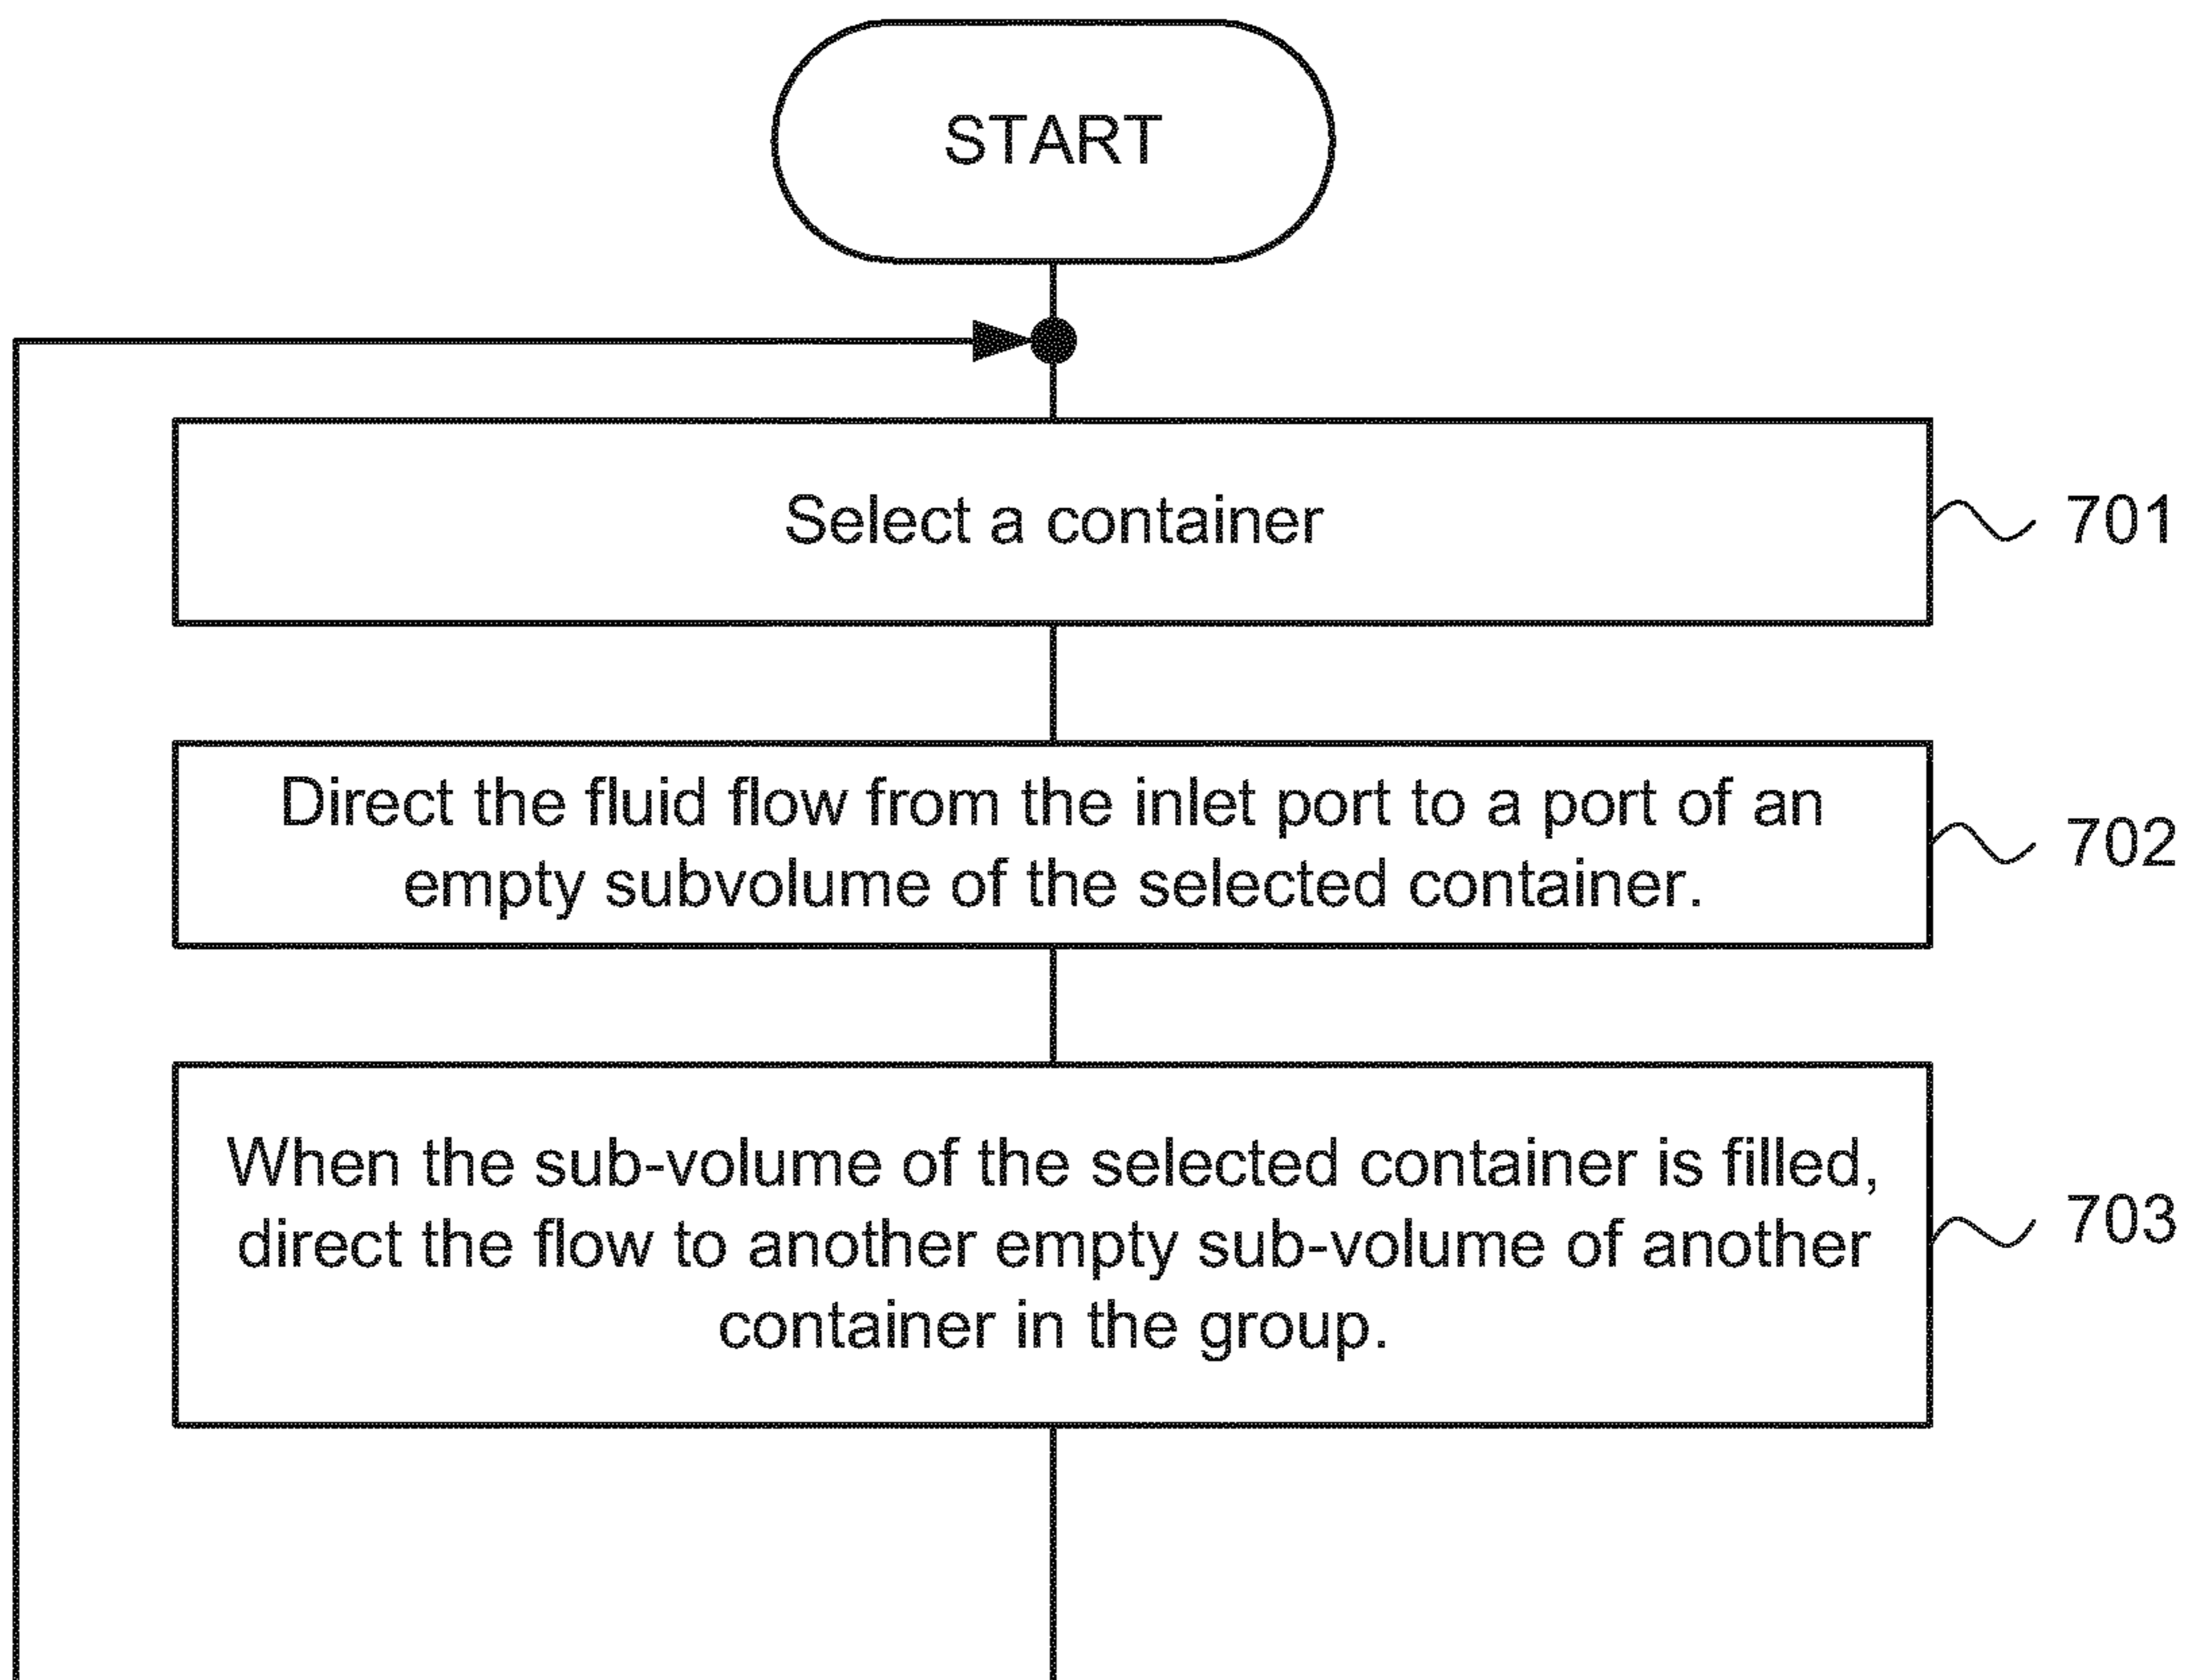 START
Select a container
701
Direct the fluid flow from the inlet port to a port of an
empty subvolume of the selected container.
702
When the sub-volume of the selected container is filled,
direct the flow to another empty sub-volume of another
container in the group.
703